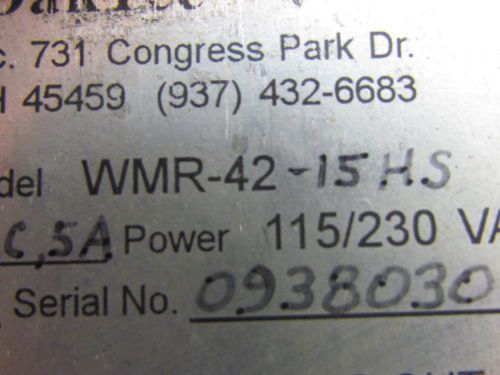 c. 731 Congress Park Dr.
H 45459 (937) 432-6683
del WMR-42-15HS
C,5A Power 115/230 VA
Serial No. 0938030